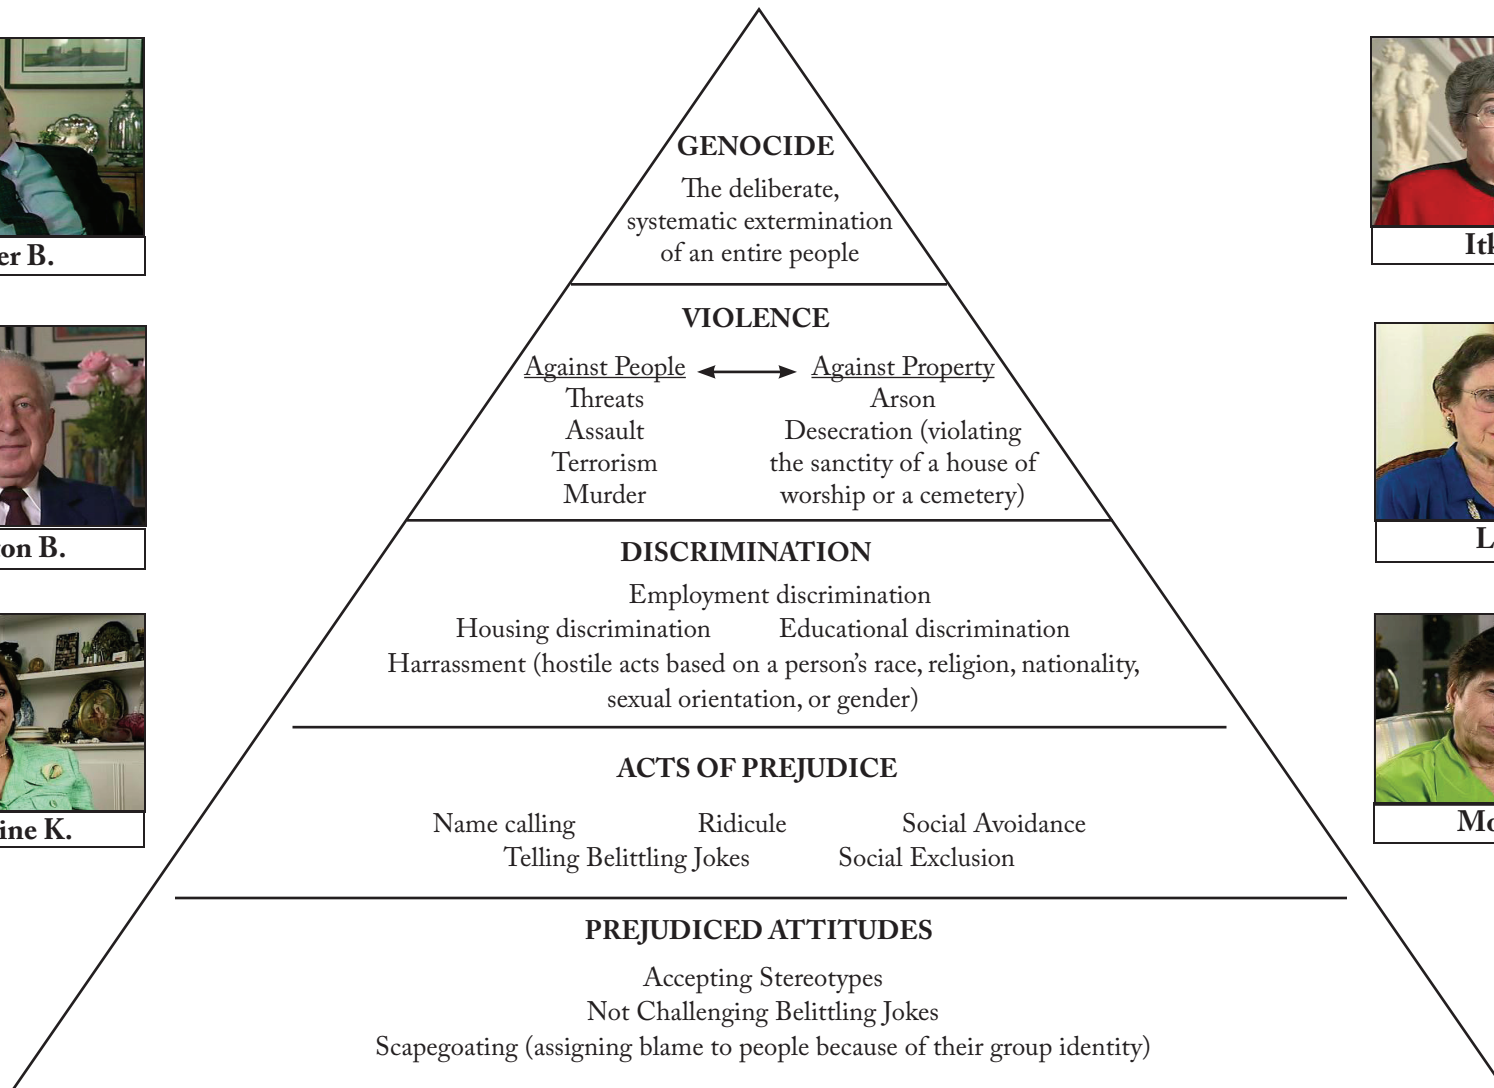 GENOCIDE
The deliberate,
systematic extermination
of an entire people
VIOLENCE
Against People Against Property
Threats Arson
Assault Desecration (violating
Terrorism the sanctity of a house of
Murder worship or a cemetery)
DISCRIMINATION
Employment discrimination
Housing discrimination Educational discrimination
Harrassment (hostile acts based on a person's race, religion, nationality,
sexual orientation, or gender)
ACTS OF PREJUDICE
Name calling Ridicule Social Avoidance
Telling Belittling Jokes Social Exclusion
PREJUDICED ATTITUDES
Accepting Stereotypes
Not Challenging Belittling Jokes
Scapegoating (assigning blame to people because of their group identity)
B.
B.
K.